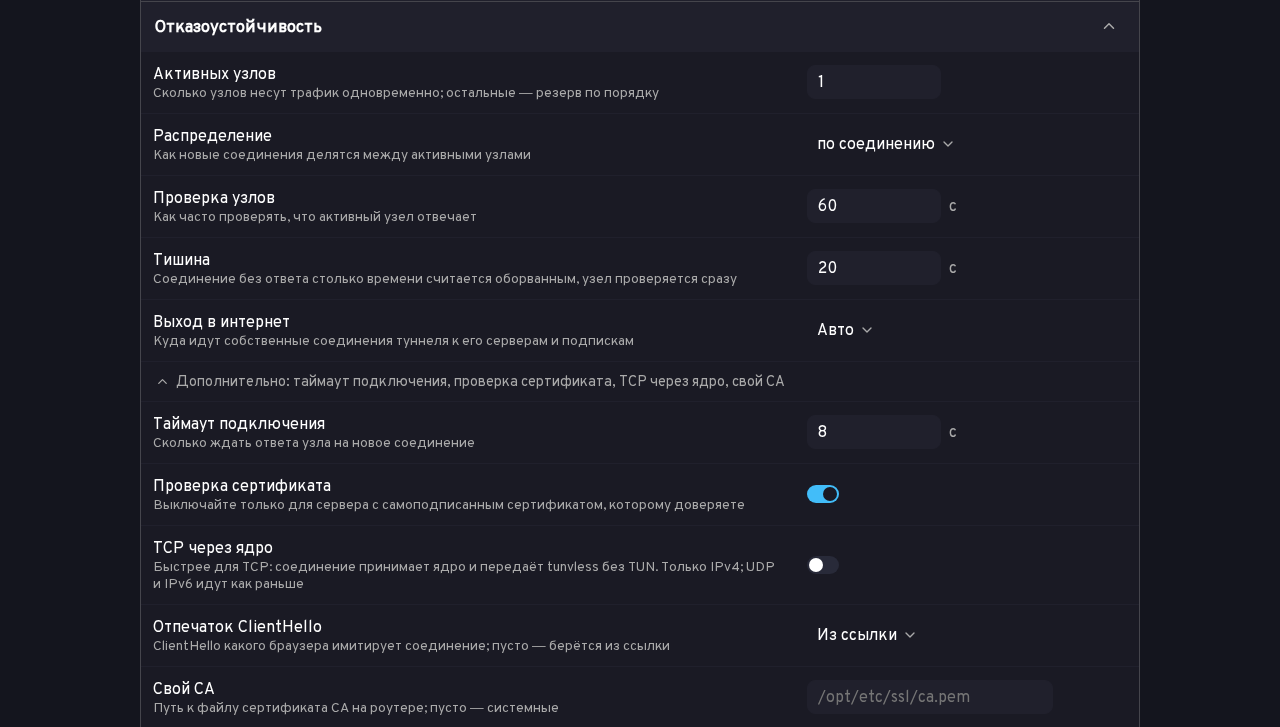 Отказоустойчивость
Активных узлов
Сколько узлов несут трафик одновременно; остальные — резерв по порядку
1
Распределение
Как новые соединения делятся между активными узлами
по соединению
Проверка узлов
Как часто проверять, что активный узел отвечает
60 с
Тишина
Соединение без ответа столько времени считается оборванным, узел проверяется сразу
20 с
Выход в интернет
Куда идут собственные соединения туннеля к его серверам и подпискам
Авто
Дополнительно: таймаут подключения, проверка сертификата, TCP через ядро, свой CA
Таймаут подключения
Сколько ждать ответа узла на новое соединение
8 с
Проверка сертификата
Выключайте только для сервера с самоподписанным сертификатом, которому доверяете
TCP через ядро
Быстрее для TCP: соединение принимает ядро и передаёт tunvless без TUN. Только IPv4; UDP
и IPv6 идут как раньше
Отпечаток ClientHello
ClientHello какого браузера имитирует соединение; пусто — берётся из ссылки
Из ссылки
Свой CA
Путь к файлу сертификата CA на роутере; пусто — системные
/opt/etc/ssl/ca.pem